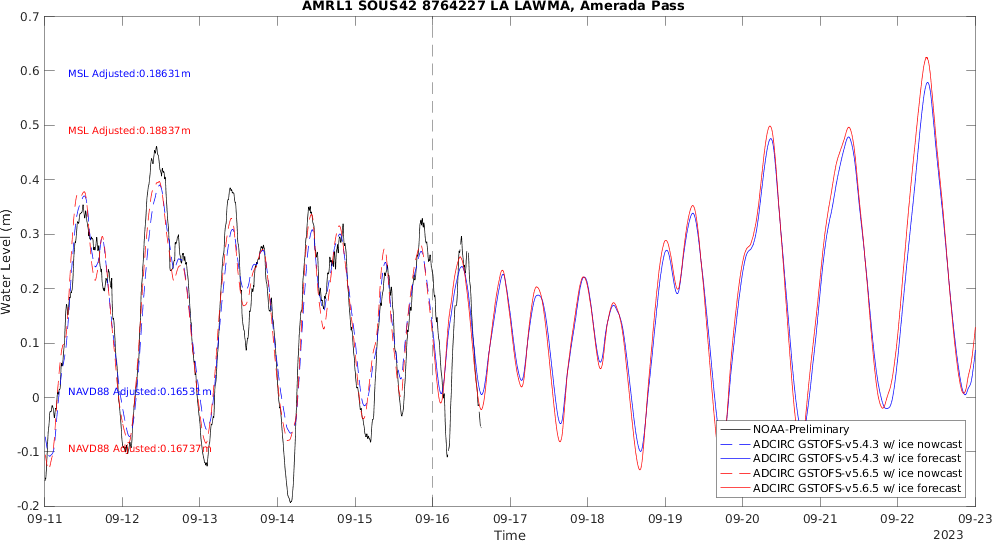 AMRL1 SOUS42 8764227 LA LAWMA, Amerada Pass
0.7
0.6
0.5
0.4
0.3
0.2
0.1
0
-0.1
-0.2
Water Level (m)
MSL Adjusted:0.18631m
MSL Adjusted:0.18837m
NAVD88 Adjusted:0.16531m
NAVD88 Adjusted:0.16737m
NOAA-Preliminary
ADCIRC GSTOFS-v5.4.3 w/ ice nowcast
ADCIRC GSTOFS-v5.4.3 w/ ice forecast
ADCIRC GSTOFS-v5.6.5 w/ ice nowcast
ADCIRC GSTOFS-v5.6.5 w/ ice forecast
09-11 09-12 09-13 09-14 09-15 09-16 09-17 09-18 09-19 09-20 09-21 09-22 09-23
Time
2023